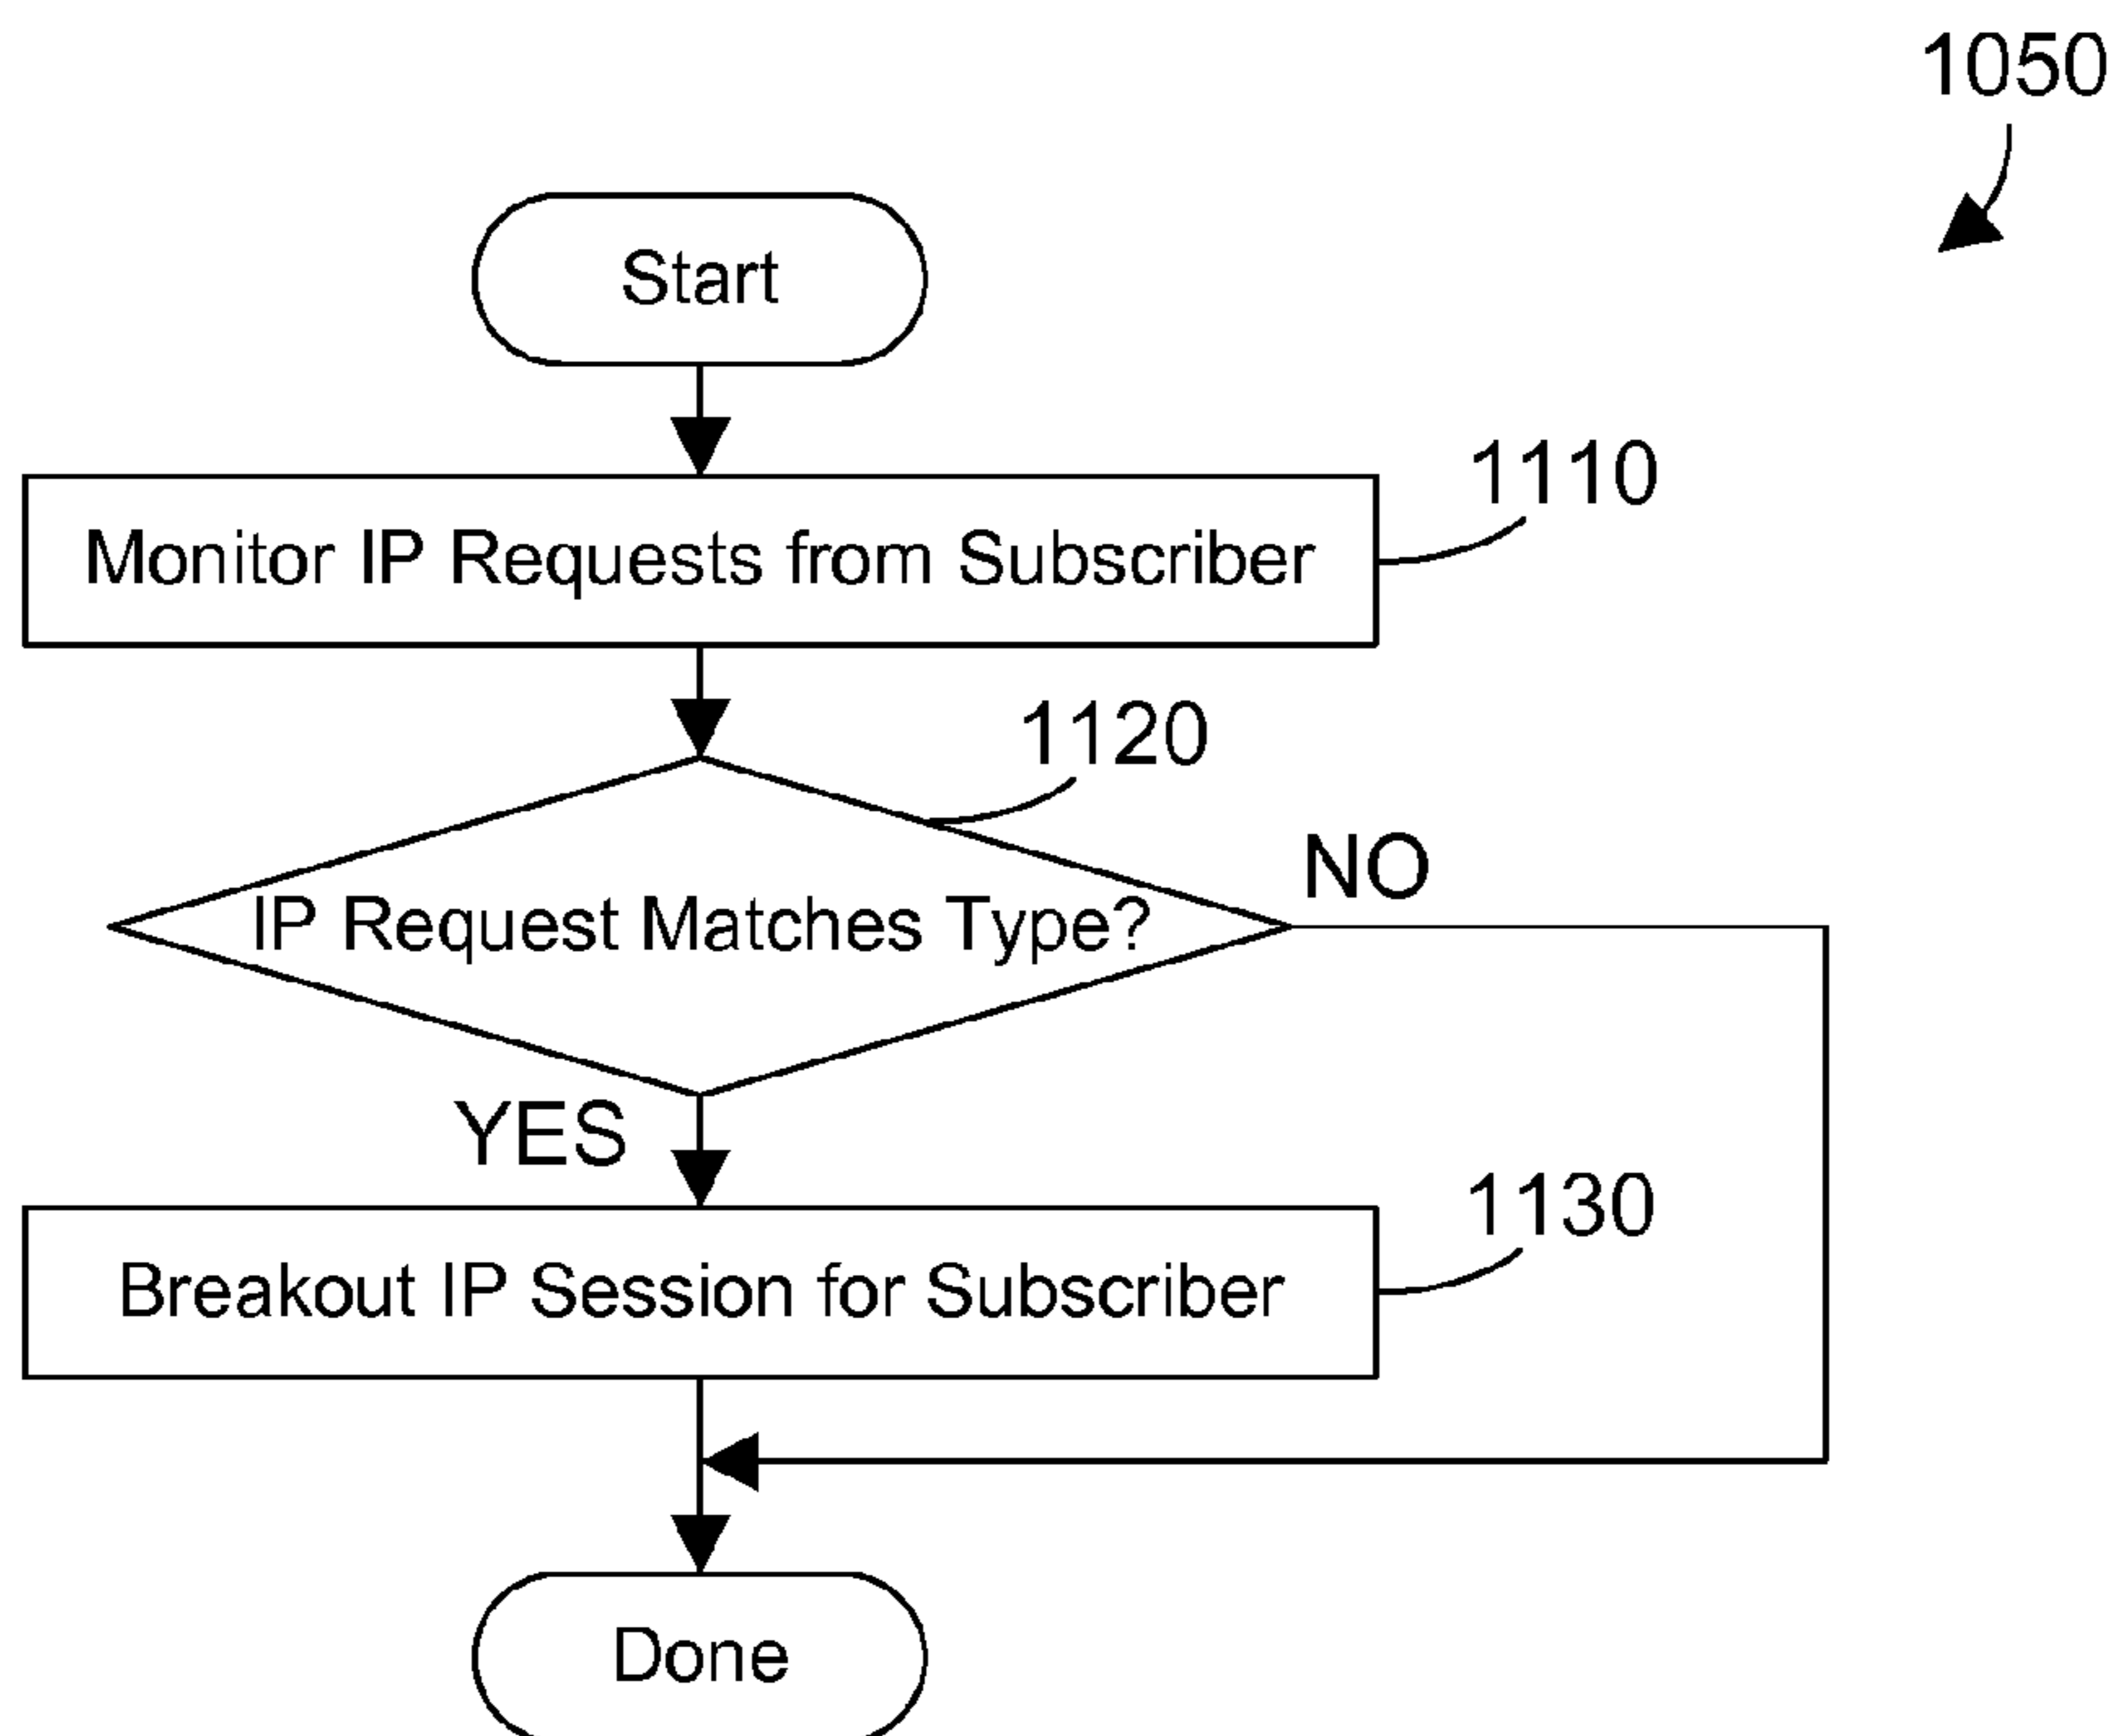 1050
Start
Monitor IP Requests from Subscriber
1110
1120
IP Request Matches Type?
NO
YES
1130
Breakout IP Session for Subscriber
Done